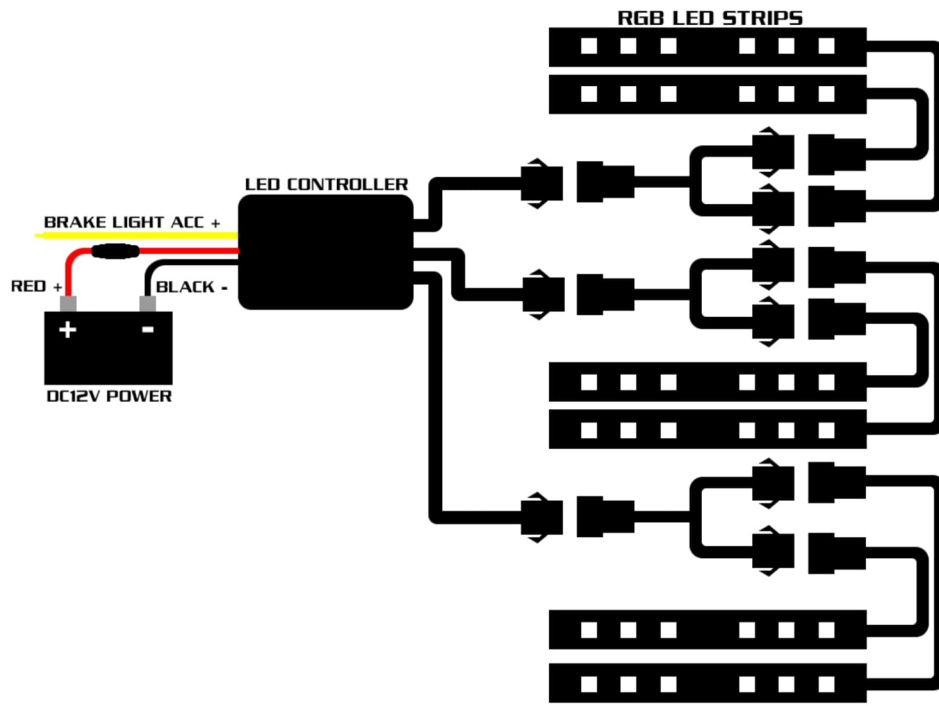 RGB LED STRIPS
LED CONTROLLER
BRAKE LIGHT ACC +
RED +
BLACK -
+ -
DC12V POWER